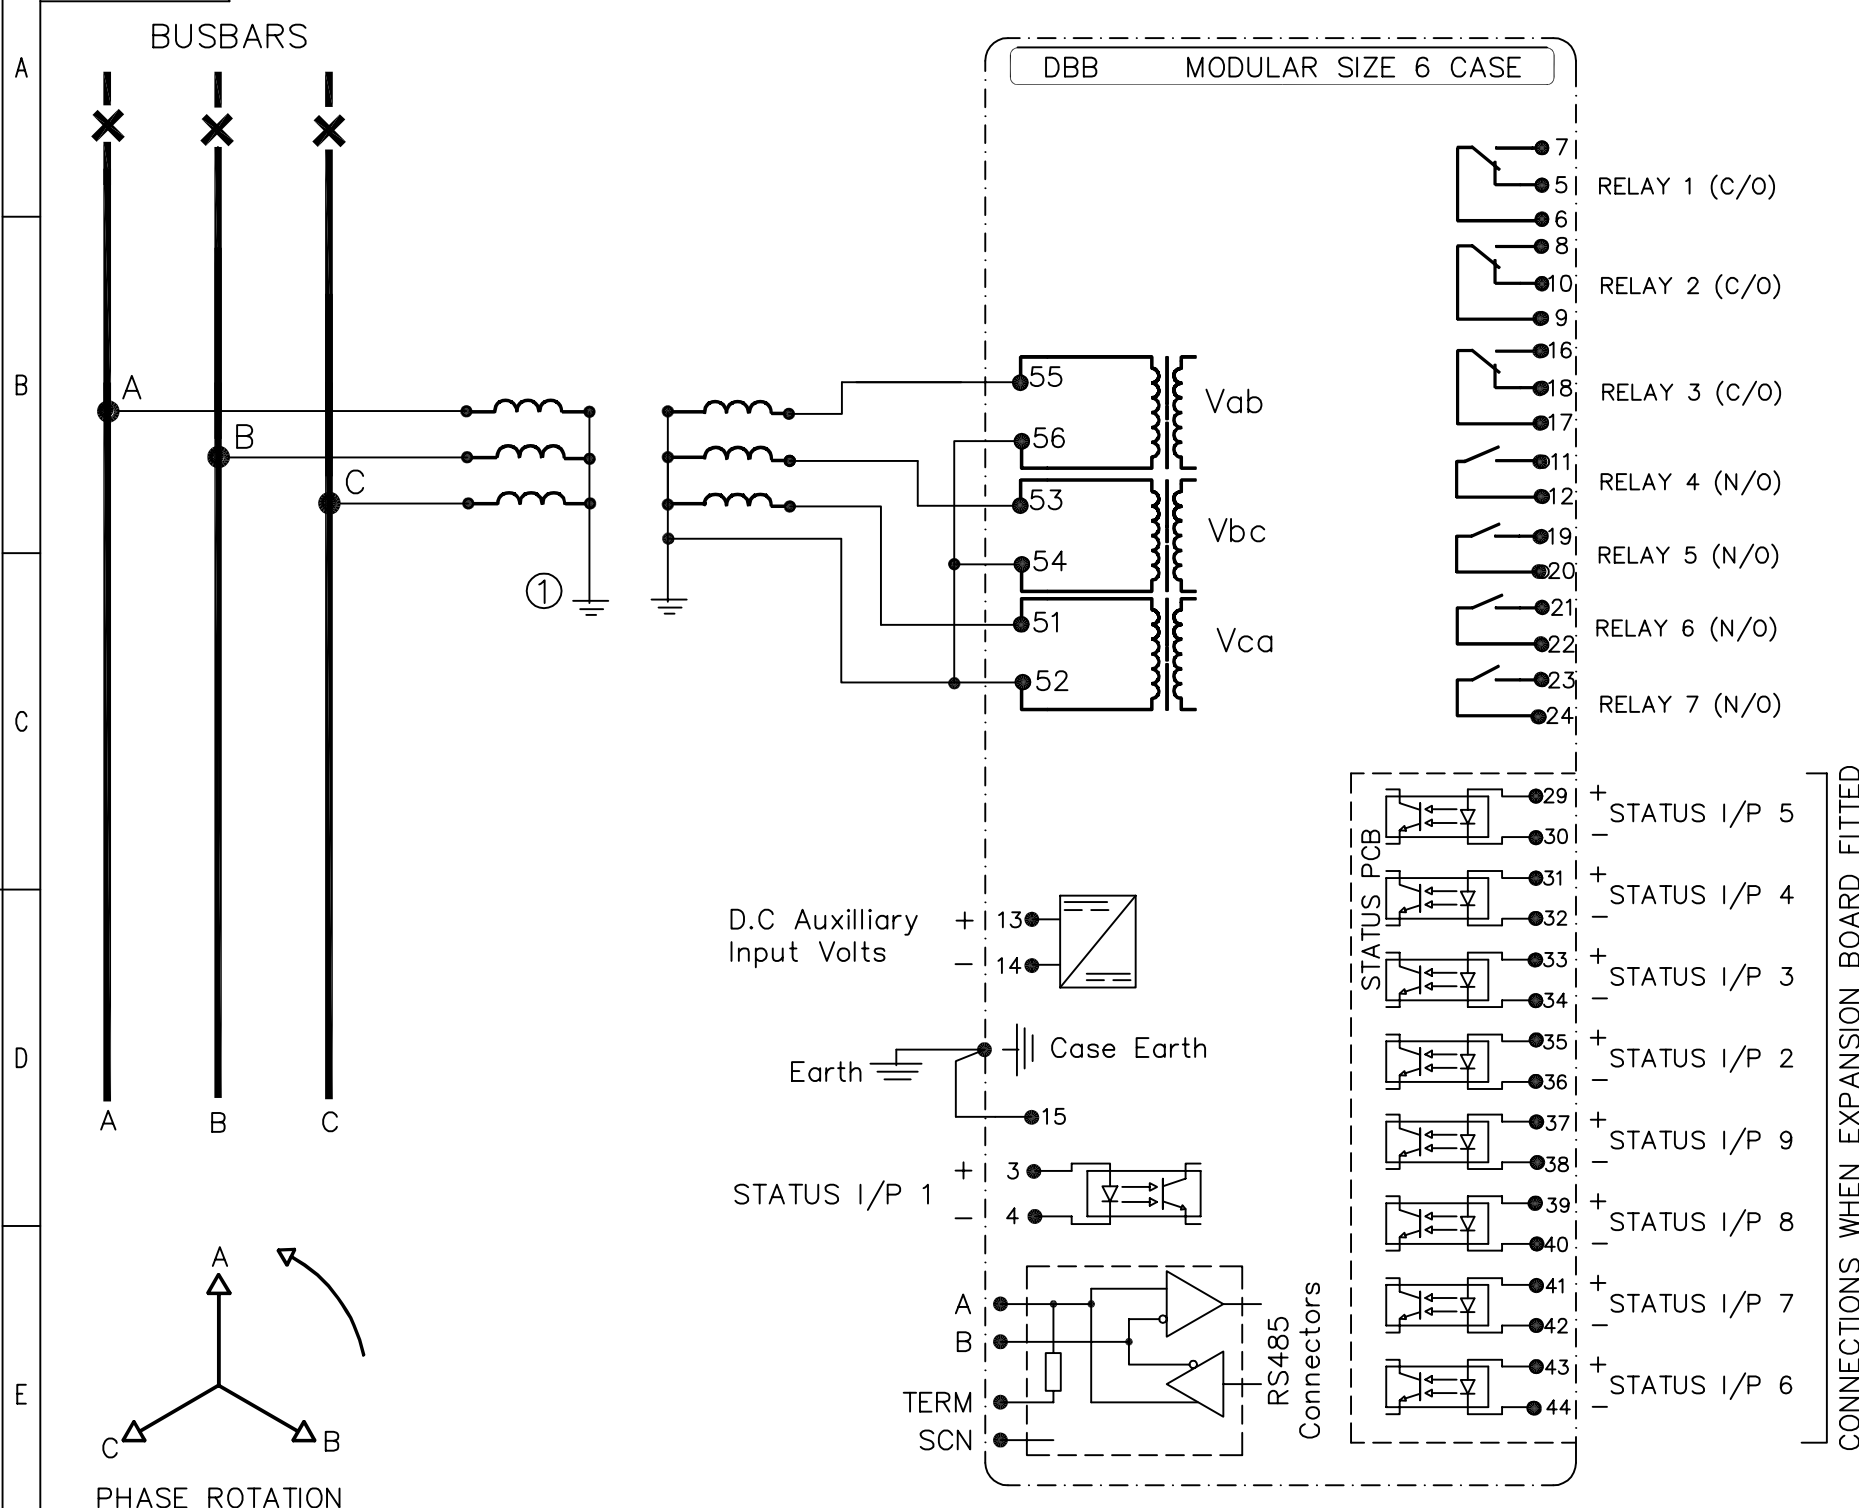 BUSBARS
A
B
C
D
E
A
B
C
1
A
B
C
A
C
B
PHASE ROTATION
DBB MODULAR SIZE 6 CASE
55
56
Vab
53
54
Vbc
51
52
Vca
7
5
6
RELAY 1 (C/O)
8
10
9
RELAY 2 (C/O)
16
18
17
RELAY 3 (C/O)
11
12
RELAY 4 (N/O)
19
20
RELAY 5 (N/O)
21
22
RELAY 6 (N/O)
23
24
RELAY 7 (N/O)
D.C Auxilliary
Input Volts
+ 13
− 14
Earth
Case Earth
15
STATUS I/P 1
+ 3
− 4
A
B
TERM
SCN
RS485
Connectors
STATUS PCB
29 +
30 −
STATUS I/P 5
31 +
32 −
STATUS I/P 4
33 +
34 −
STATUS I/P 3
35 +
36 −
STATUS I/P 2
37 +
38 −
STATUS I/P 9
39 +
40 −
STATUS I/P 8
41 +
42 −
STATUS I/P 7
43 +
44 −
STATUS I/P 6
CONNECTIONS WHEN EXPANSION BOARD FITTED